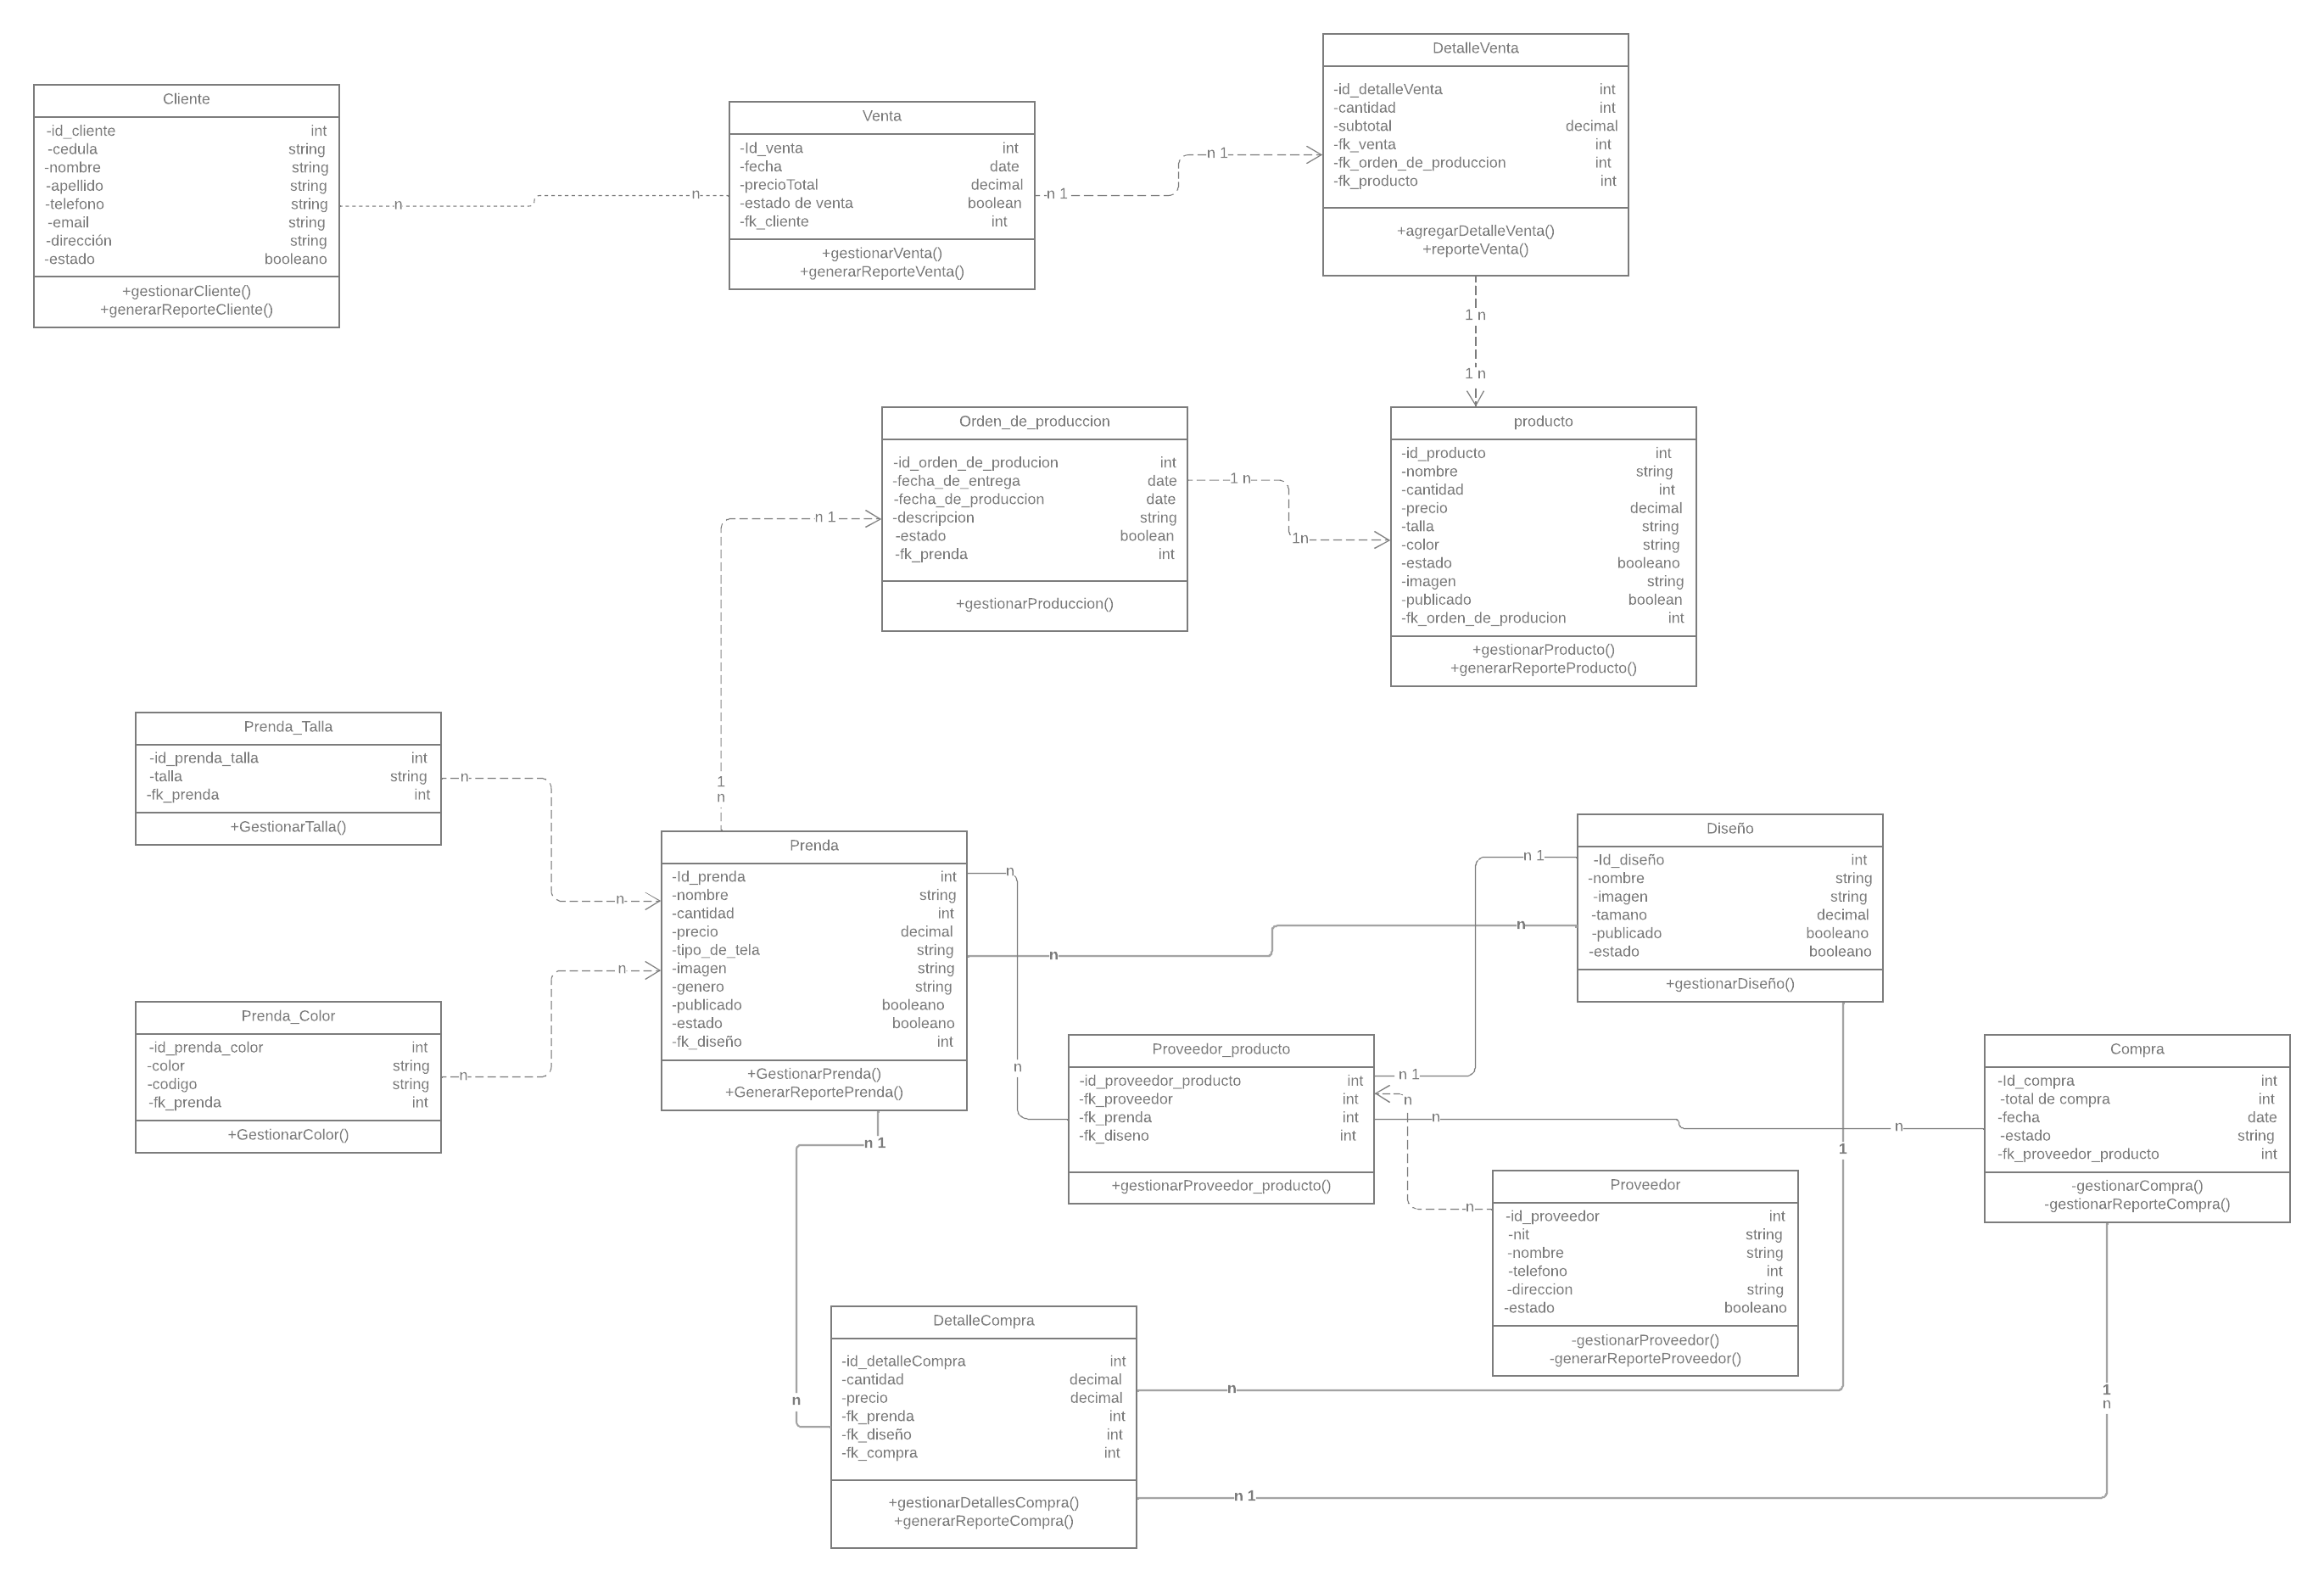 Cliente
-id_cliente int
-cedula string
-nombre string
-apellido string
-telefono string
-email string
-dirección string
-estado booleano
+gestionarCliente()
+generarReporteCliente()
n
n
Venta
-Id_venta int
-fecha date
-precioTotal decimal
-estado de venta boolean
-fk_cliente int
+gestionarVenta()
+generarReporteVenta()
n 1
n 1
DetalleVenta
-id_detalleVenta int
-cantidad int
-subtotal decimal
-fk_venta int
-fk_orden_de_produccion int
-fk_producto int
+agregarDetalleVenta()
+reporteVenta()
1 n
1 n
Orden_de_produccion
-id_orden_de_producion int
-fecha_de_entrega date
-fecha_de_produccion date
-descripcion string
-estado boolean
-fk_prenda int
+gestionarProduccion()
n 1
1 n
1n
producto
-id_producto int
-nombre string
-cantidad int
-precio decimal
-talla string
-color string
-estado booleano
-imagen string
-publicado boolean
-fk_orden_de_producion int
+gestionarProducto()
+generarReporteProducto()
Prenda_Talla
-id_prenda_talla int
-talla string
-fk_prenda int
+GestionarTalla()
n
n
1
n
Prenda
-Id_prenda int
-nombre string
-cantidad int
-precio decimal
-tipo_de_tela string
-imagen string
-genero string
-publicado booleano
-estado booleano
-fk_diseño int
+GestionarPrenda()
+GenerarReportePrenda()
Prenda_Color
-id_prenda_color int
-color string
-codigo string
-fk_prenda int
+GestionarColor()
n
n
n
n
n
n
n 1
Diseño
-Id_diseño int
-nombre string
-imagen string
-tamano decimal
-publicado booleano
-estado booleano
+gestionarDiseño()
Proveedor_producto
-id_proveedor_producto int
-fk_proveedor int
-fk_prenda int
-fk_diseno int
+gestionarProveedor_producto()
n 1
n
n
n
n
Compra
-Id_compra int
-total de compra int
-fecha date
-estado string
-fk_proveedor_producto int
-gestionarCompra()
-gestionarReporteCompra()
Proveedor
-id_proveedor int
-nit string
-nombre string
-telefono int
-direccion string
-estado booleano
-gestionarProveedor()
-generarReporteProveedor()
n 1
n
1
DetalleCompra
-id_detalleCompra int
-cantidad decimal
-precio decimal
-fk_prenda int
-fk_diseño int
-fk_compra int
+gestionarDetallesCompra()
+generarReporteCompra()
n
n 1
1
n